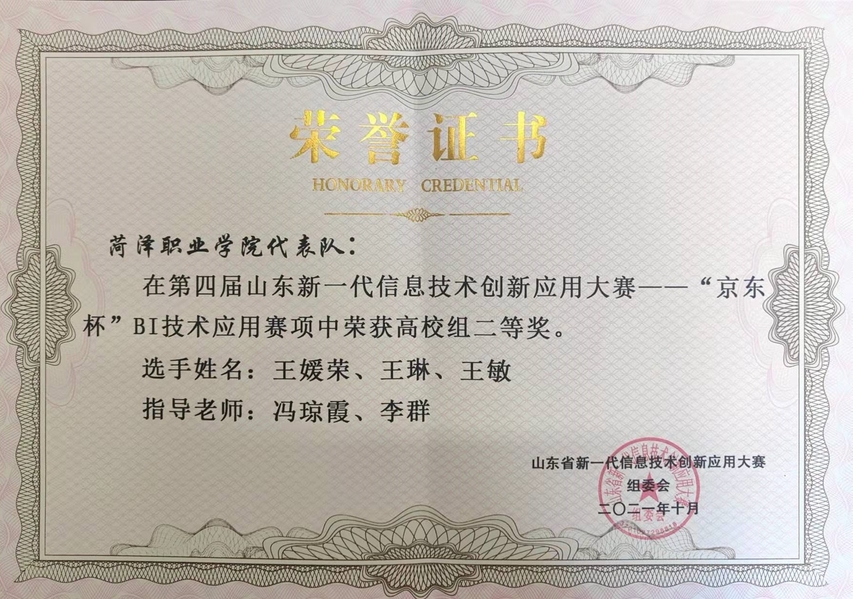 荣誉证书
HONORARY CREDENTIAL
菏泽职业学院代表队：
在第四届山东新一代信息技术创新应用大赛——“京东
杯”BI技术应用赛项中荣获高校组二等奖。
选手姓名：王媛荣、王琳、王敏
指导老师：冯琼霞、李群
山东省新一代信息技术创新应用大赛
组委会
二〇二一年十月
组委会